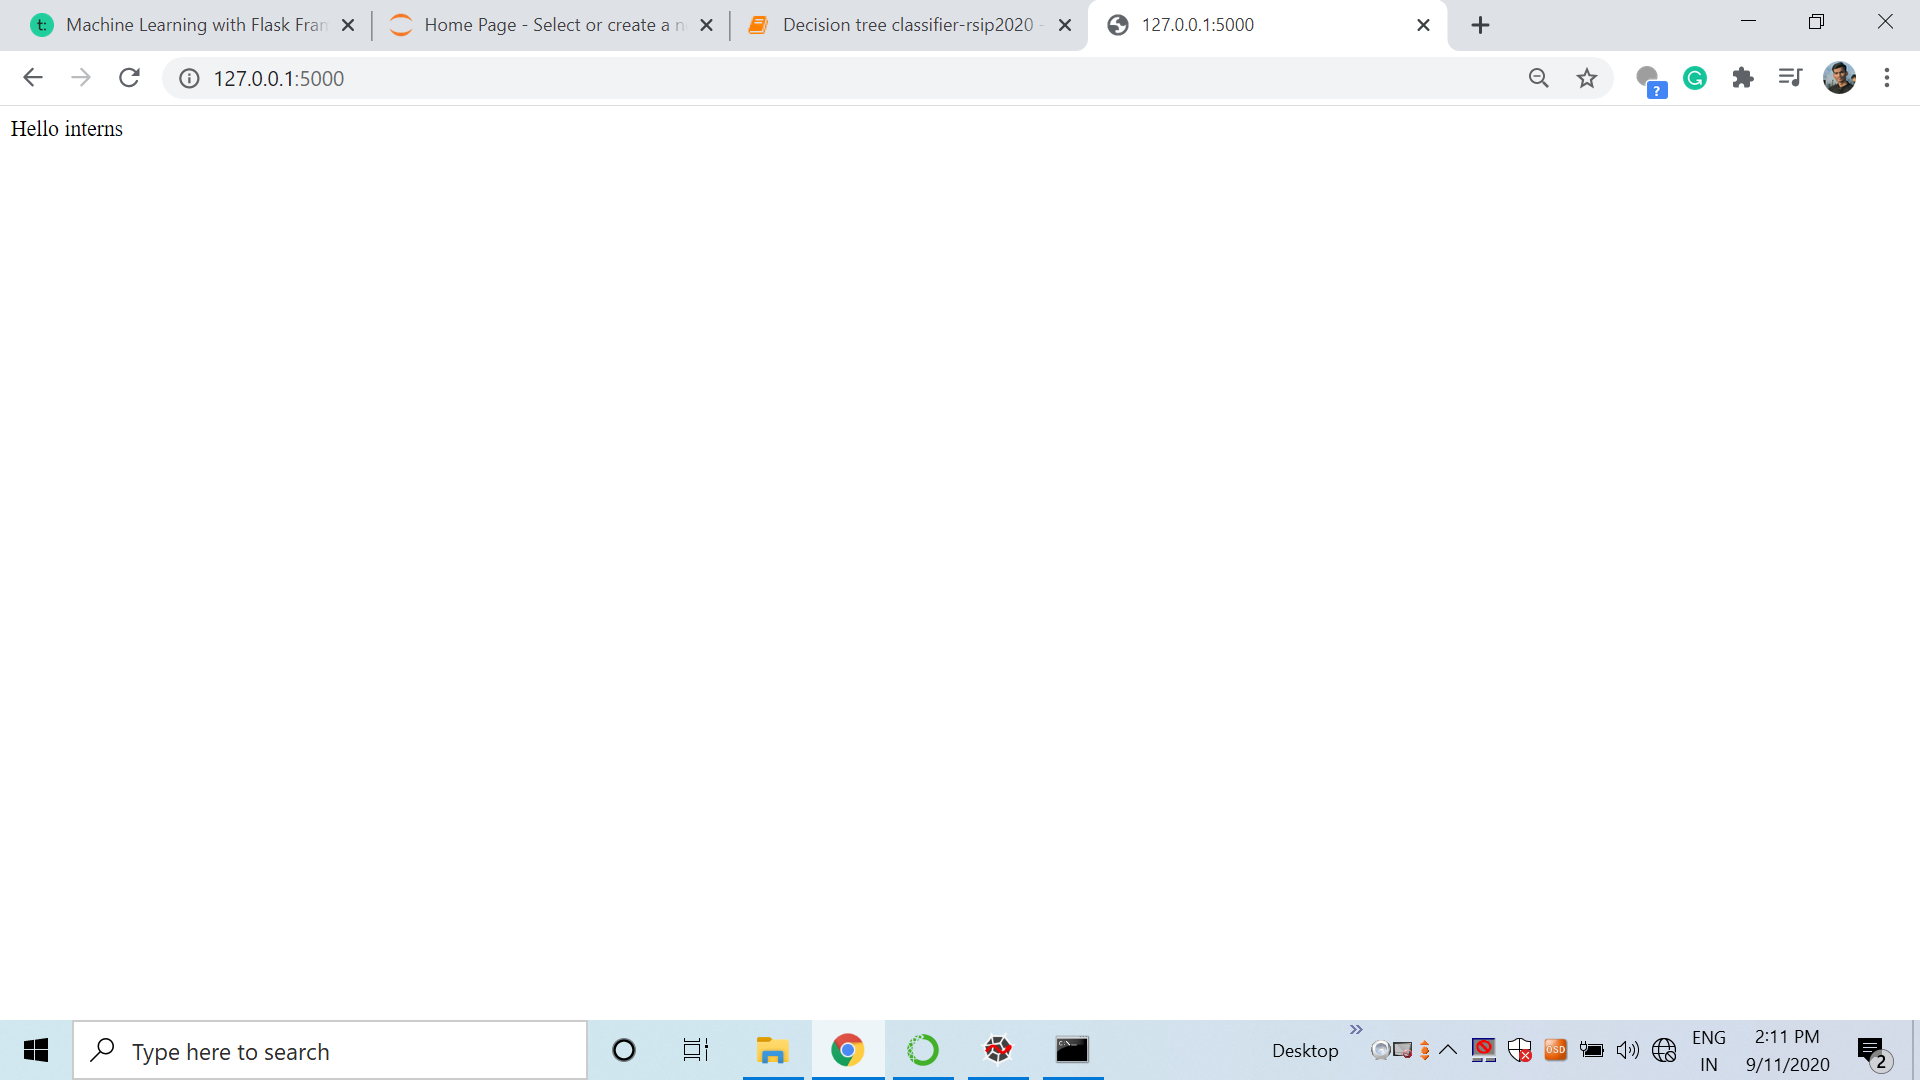 t:
Machine Learning with Flask Fran
Home Page - Select or create a n
Decision tree classifier-rsip2020 -
127.0.0.1:5000
127.0.0.1:5000
?
G
Hello interns
Type here to search
C:\
Desktop
OSD
ENG
IN
2:11 PM
9/11/2020
2